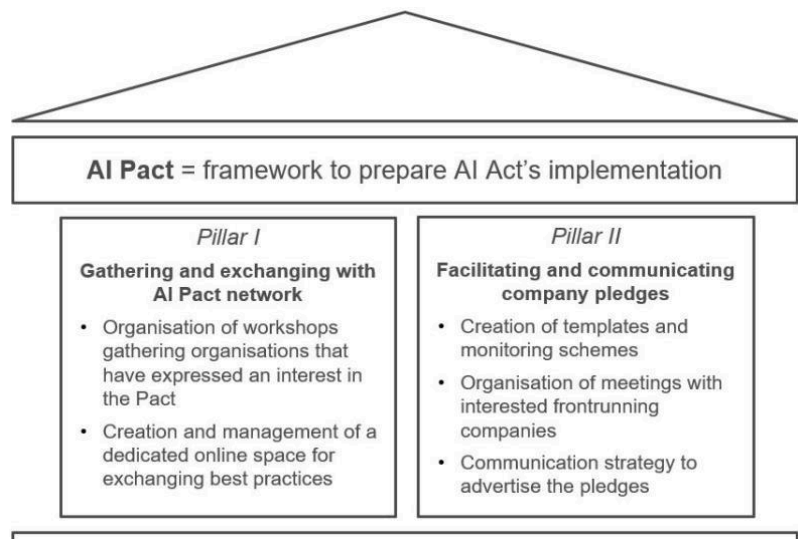 AI Pact = framework to prepare AI Act's implementation
Pillar I
Gathering and exchanging with
AI Pact network
• Organisation of workshops
gathering organisations that
have expressed an interest in
the Pact
• Creation and management of a
dedicated online space for
exchanging best practices
Pillar II
Facilitating and communicating
company pledges
• Creation of templates and
monitoring schemes
• Organisation of meetings with
interested frontrunning
companies
• Communication strategy to
advertise the pledges